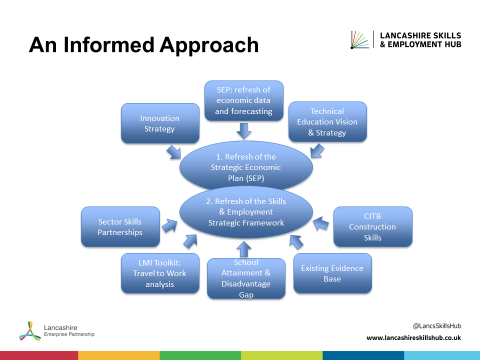 An Informed Approach
LANCASHIRE SKILLS
& EMPLOYMENT HUB
SEP: refresh of
economic data
and forecasting
Innovation
Strategy
Technical
Education Vision
& Strategy
1. Refresh of the
Strategic Economic
Plan (SEP)
2. Refresh of the Skills
& Employment
Strategic Framework
Sector Skills
Partnerships
CITB
Construction
Skills
LMI Toolkit:
Travel to Work
analysis
School
Attainment &
Disadvantage
Gap
Existing Evidence
Base
@LancsSkillsHub
Lancashire
Enterprise Partnership
www.lancashireskillshub.co.uk